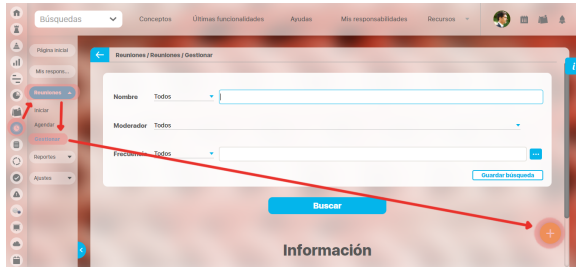 Búsquedas Conceptos Últimas funcionalidades Ayudas Mis responsabilidades Recursos
Página inicial
Reuniones / Reuniones / Gestionar
Mis respons...
Reuniones
Nombre Todos
Iniciar
Agendar
Moderador Todos
Gestionar
Frecuencia Todos
Reportes
Guardar búsqueda
Ajustes
Buscar
Información